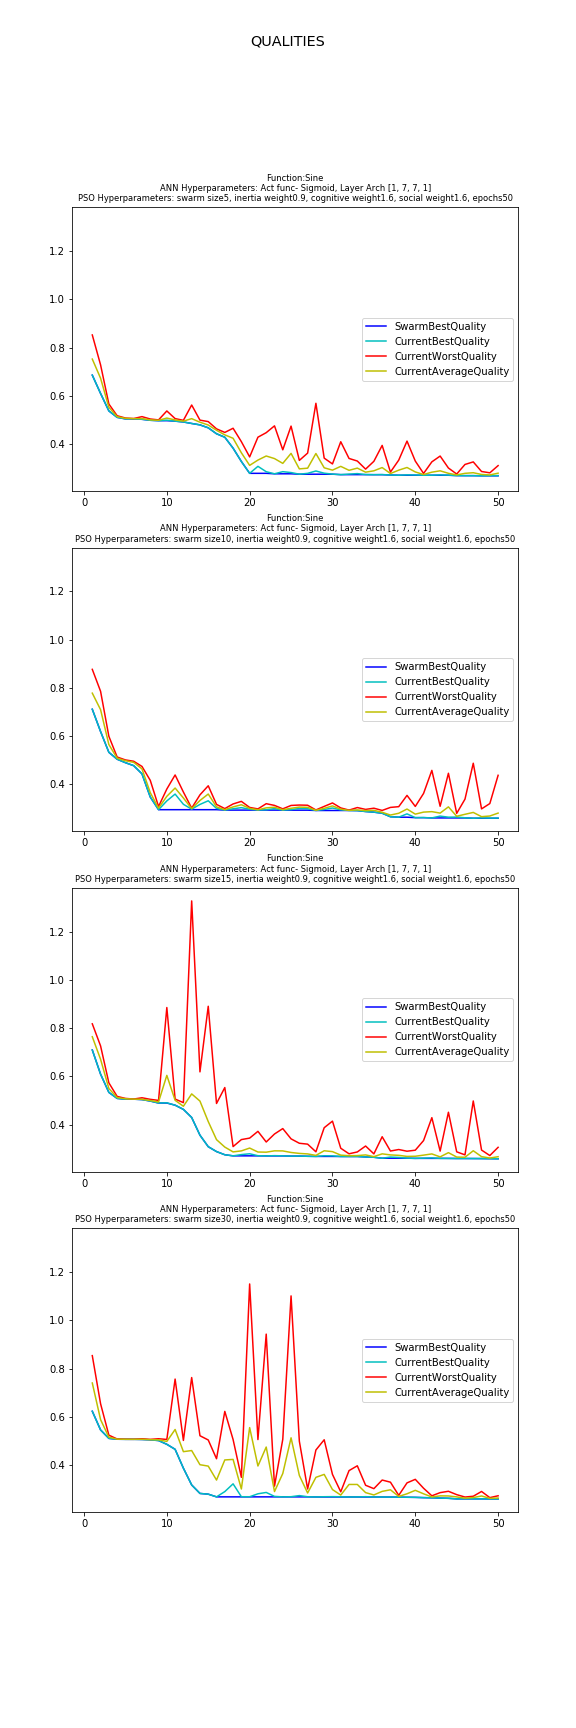 QUALITIES
Function:Sine
ANN Hyperparameters: Act func- Sigmoid, Layer Arch [1, 7, 7, 1]
PSO Hyperparameters: swarm size5, inertia weight0.9, cognitive weight1.6, social weight1.6, epochs50
1.2
1.0
0.8
0.6
0.4
SwarmBestQuality
CurrentBestQuality
CurrentWorstQuality
CurrentAverageQuality
0 10 20 30 40 50
Function:Sine
ANN Hyperparameters: Act func- Sigmoid, Layer Arch [1, 7, 7, 1]
PSO Hyperparameters: swarm size10, inertia weight0.9, cognitive weight1.6, social weight1.6, epochs50
1.2
1.0
0.8
0.6
0.4
SwarmBestQuality
CurrentBestQuality
CurrentWorstQuality
CurrentAverageQuality
0 10 20 30 40 50
Function:Sine
ANN Hyperparameters: Act func- Sigmoid, Layer Arch [1, 7, 7, 1]
PSO Hyperparameters: swarm size15, inertia weight0.9, cognitive weight1.6, social weight1.6, epochs50
1.2
1.0
0.8
0.6
0.4
SwarmBestQuality
CurrentBestQuality
CurrentWorstQuality
CurrentAverageQuality
0 10 20 30 40 50
Function:Sine
ANN Hyperparameters: Act func- Sigmoid, Layer Arch [1, 7, 7, 1]
PSO Hyperparameters: swarm size30, inertia weight0.9, cognitive weight1.6, social weight1.6, epochs50
1.2
1.0
0.8
0.6
0.4
SwarmBestQuality
CurrentBestQuality
CurrentWorstQuality
CurrentAverageQuality
0 10 20 30 40 50